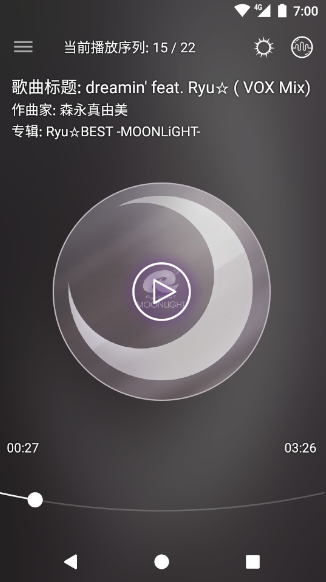 4G 7:00
当前播放序列: 15 / 22
歌曲标题: dreamin' feat. Ryu☆ ( VOX Mix)
作曲家: 森永真由美
专辑: Ryu☆BEST -MOONLiGHT-
MOONLIGHT
00:27 03:26